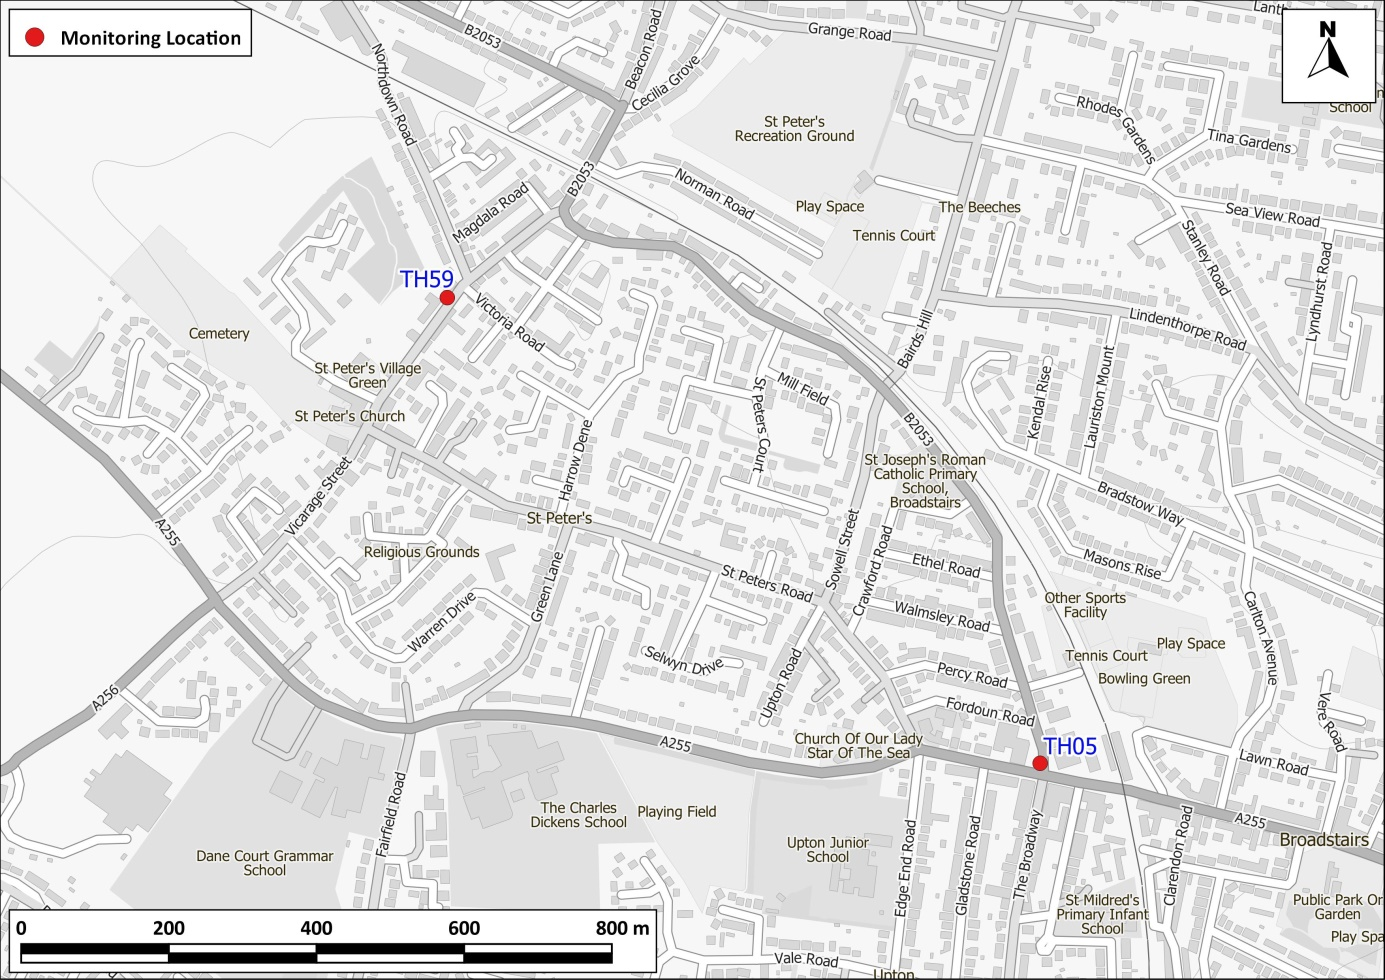 Monitoring Location
N
B2053
Beacon Road
Grange Road
Northdown Road
Cecilia Grove
School
Rhodes Gardens
St Peter's
Recreation Ground
Tina Gardens
B2053
Norman Road
Magdala Road
Play Space
The Beeches
Sea View Road
Tennis Court
Stanley Road
Lyndhurst Road
TH59
Victoria Road
Lindenthorpe Road
Bairds Hill
Cemetery
St Peter's Village
Green
Mill Field
Lauriston Mount
Kendal Rise
St Peter's Church
St Peters Court
B2053
Harrow Dene
St Joseph's Roman
Catholic Primary
School,
Broadstairs
Vicarage Street
Bradstow Way
A255
St Peter's
Sowell Street
Crawford Road
Religious Grounds
Ethel Road
Masons Rise
Green Lane
St Peters Road
Other Sports
Facility
Warren Drive
Walmsley Road
Carlton Avenue
Play Space
Tennis Court
Selwyn Drive
Percy Road
Bowling Green
A256
Upton Road
Fordoun Road
Vere Road
A255
Church Of Our Lady
Star Of The Sea
TH05
Lawn Road
Fairfield Road
The Charles
Dickens School
Playing Field
The Broadway
Clarendon Road
A255
Broadstairs
Upton Junior
School
Dane Court Grammar
School
Edge End Road
Gladstone Road
St Mildred's
Primary Infant
School
Public Park Or
Garden
0 200 400 600 800 m
Play Spa
Vale Road
Upton